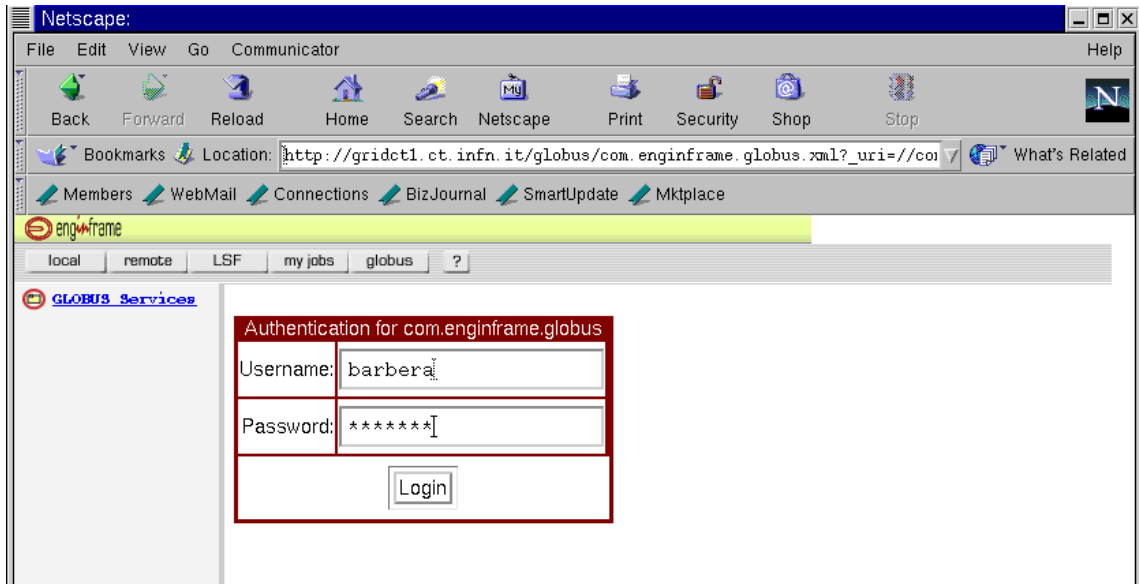 Netscape:
File Edit View Go Communicator Help
Back Forward Reload Home Search Netscape Print Security Shop Stop
My
N
Bookmarks Location: http://gridct1.ct.infn.it/globus/com.enginframe.globus.xml?_uri=//co What's Related
Members WebMail Connections BizJournal SmartUpdate Mktplace
enginframe
local remote LSF my jobs globus ?
GLOBUS Services
Authentication for com.enginframe.globus
Username: barbera
Password: *******
Login